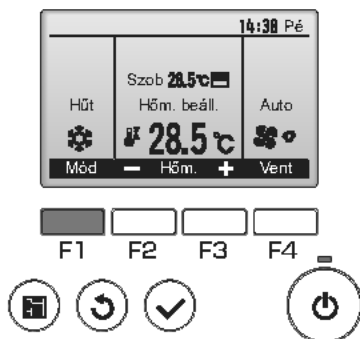 14:38 Pé
Szob 28.5℃
Hűt Hőm. beáll. Auto
28.5℃
Mód − Hőm. + Vent
F1 F2 F3 F4